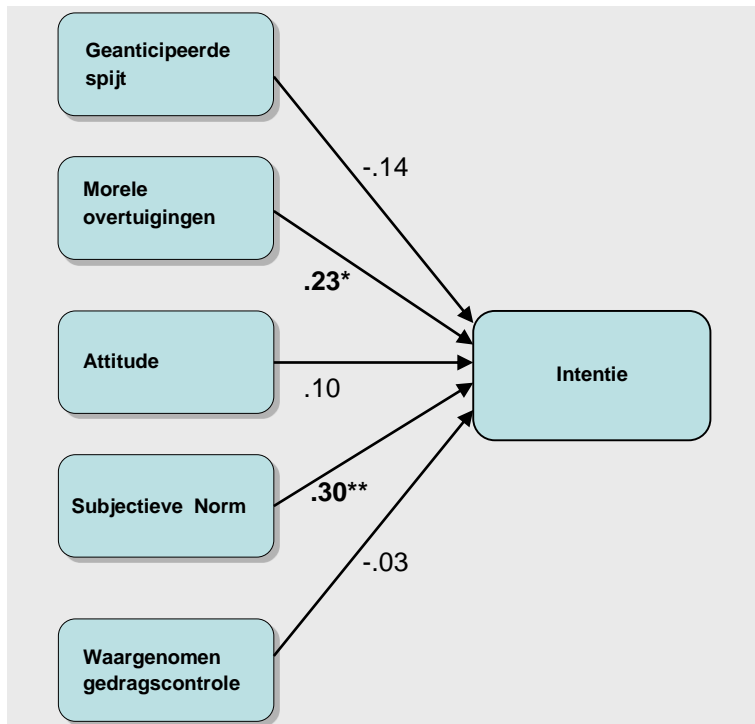 Geanticipeerde
spijt
-.14
Morele
overtuigingen
.23*
Attitude
.10
Intentie
Subjectieve Norm
.30**
-.03
Waargenomen
gedragscontrole